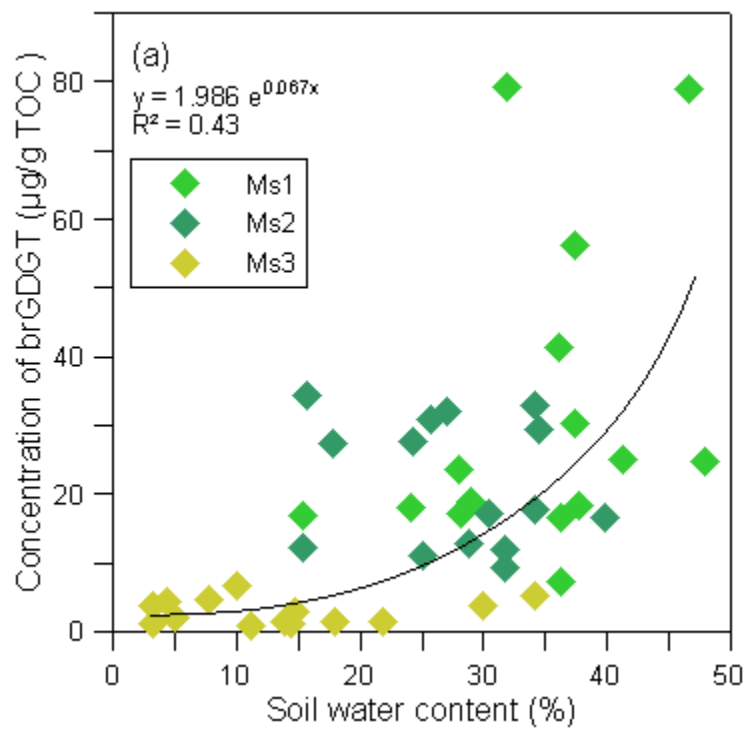 (a)
y = 1.986 e^0.067x
R² = 0.43
Ms1
Ms2
Ms3
Concentration of brGDGT (µg/g TOC )
80
60
40
20
0
0 10 20 30 40 50
Soil water content (%)